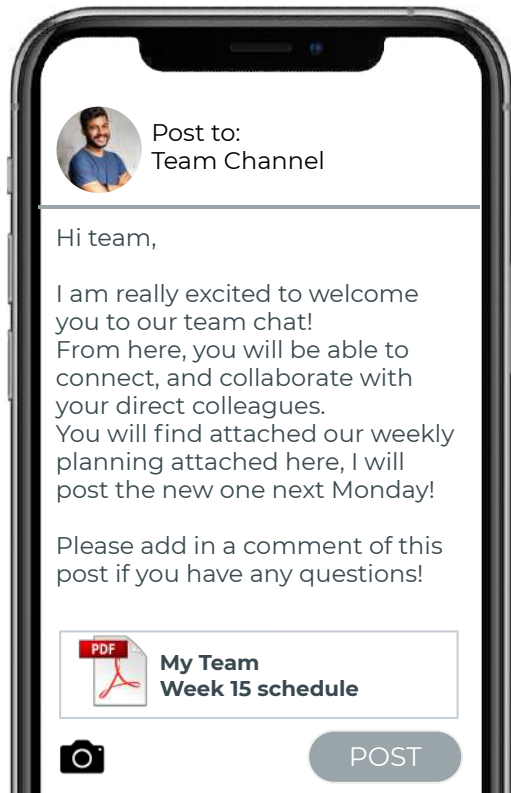 Post to:
Team Channel
Hi team,
I am really excited to welcome
you to our team chat!
From here, you will be able to
connect, and collaborate with
your direct colleagues.
You will find attached our weekly
planning attached here, I will
post the new one next Monday!
Please add in a comment of this
post if you have any questions!
PDF
My Team
Week 15 schedule
POST